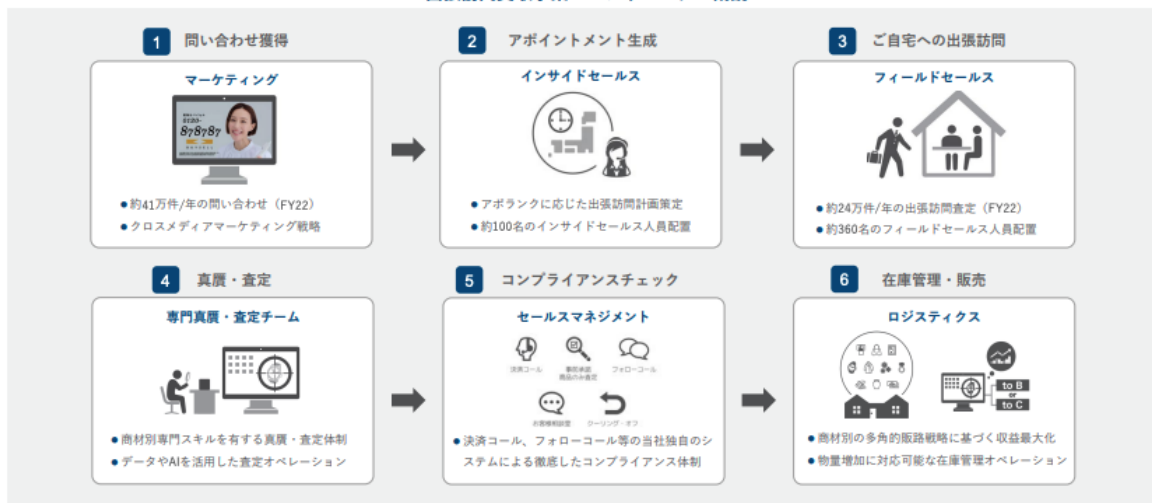 1 問い合わせ獲得
マーケティング
0120-
878787
●約41万件/年の問い合わせ（FY22）
●クロスメディアマーケティング戦略
2 アポイントメント生成
インサイドセールス
●アポランクに応じた出張訪問計画策定
●約100名のインサイドセールス人員配置
3 ご自宅への出張訪問
フィールドセールス
●約24万件/年の出張訪問査定（FY22）
●約360名のフィールドセールス人員配置
4 真贋・査定
専門真贋・査定チーム
●商材別専門スキルを有する真贋・査定体制
●データやAIを活用した査定オペレーション
5 コンプライアンスチェック
セールスマネジメント
決済コール
事前承諾
商品のみ査定
フォローコール
お客様相談室
クーリング・オフ
●決済コール、フォローコール等の当社独自のシ
ステムによる徹底したコンプライアンス体制
6 在庫管理・販売
ロジスティクス
to B
or
to C
●商材別の多角的販路戦略に基づく収益最大化
●物量増加に対応可能な在庫管理オペレーション